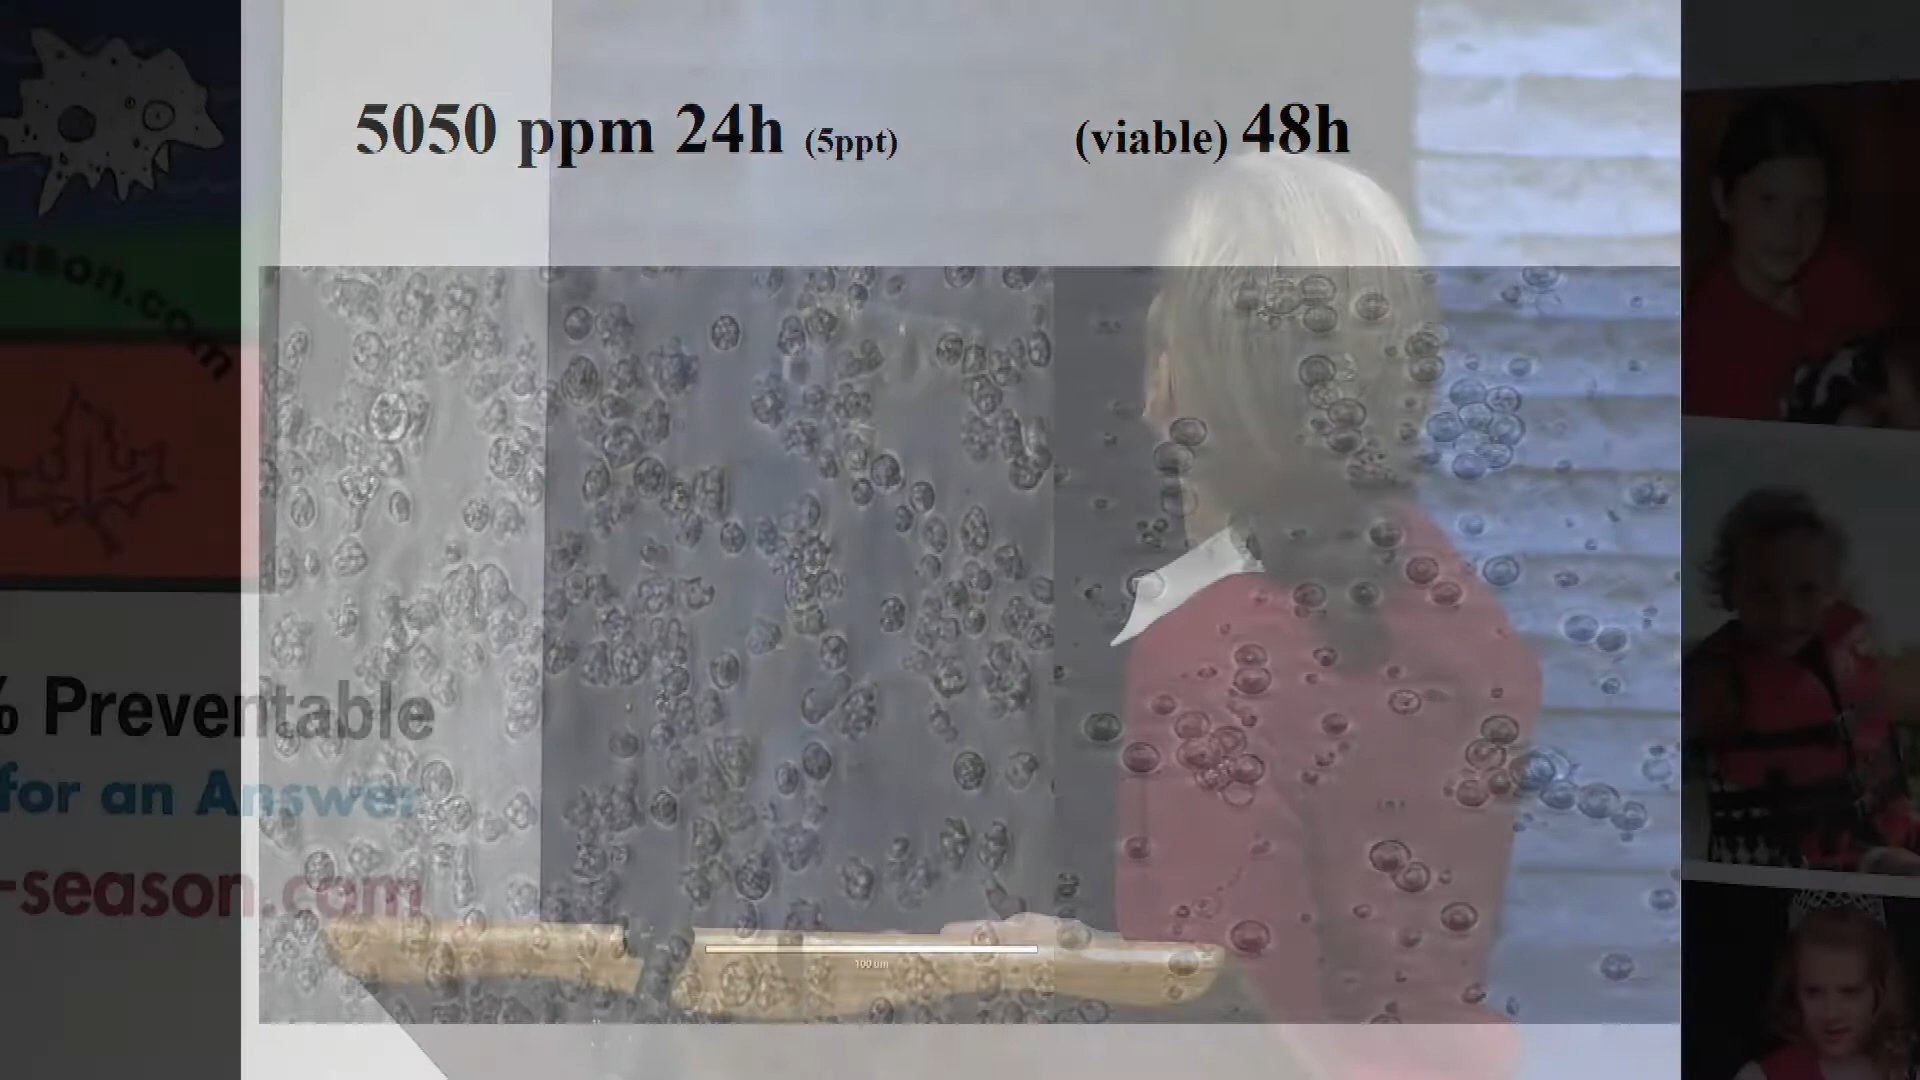 5050 ppm 24h (5ppt)
(viable) 48h
ason.com
% Preventable
for an Answer
-season.com
100 um